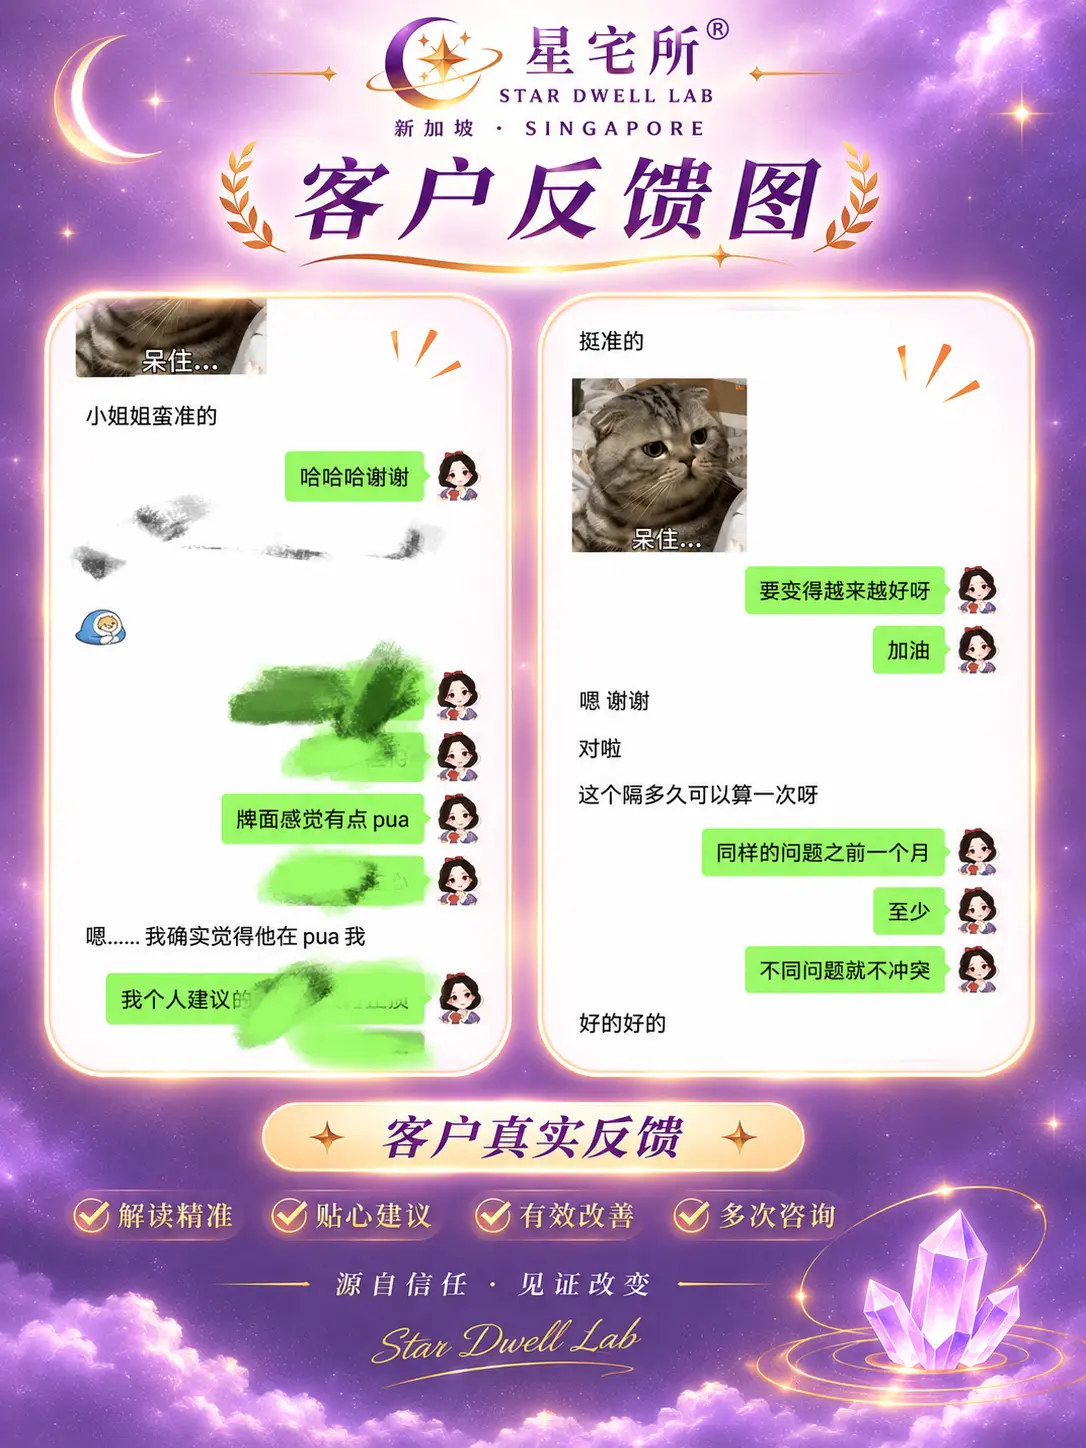 星宅所®
STAR DWELL LAB
新加坡 · SINGAPORE
客户反馈图
呆住...
小姐姐蛮准的
哈哈哈谢谢
牌面感觉有点 pua
嗯...... 我确实觉得他在 pua 我
我个人建议的
挺准的
呆住...
要变得越来越好呀
加油
嗯 谢谢
对啦
这个隔多久可以算一次呀
同样的问题之前一个月
至少
不同问题就不冲突
好的好的
客户真实反馈
解读精准 贴心建议 有效改善 多次咨询
源自信任 · 见证改变
Star Dwell Lab